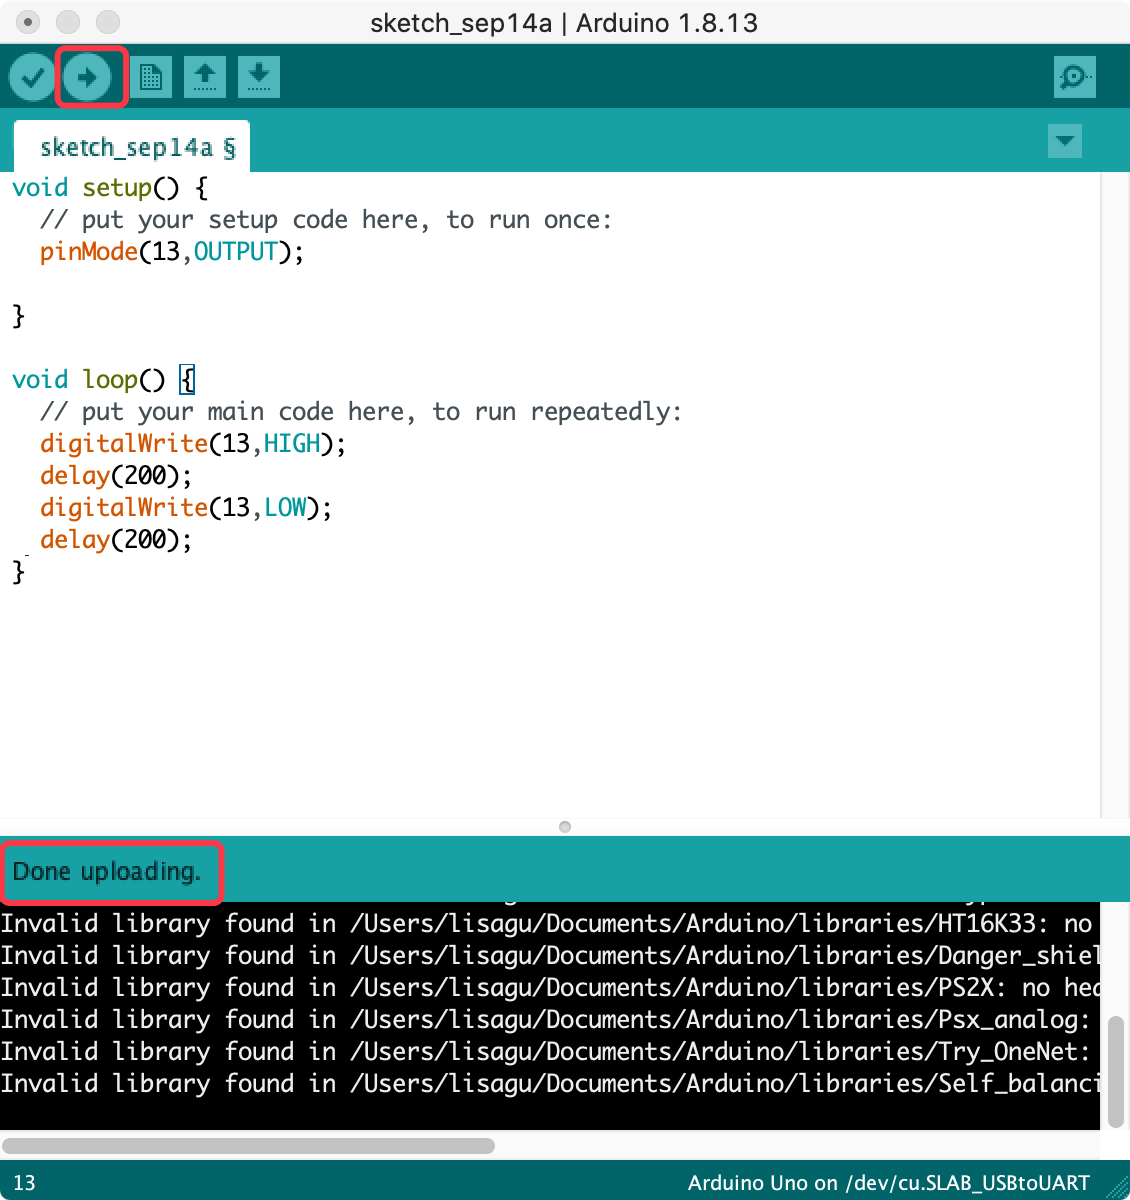 sketch_sep14a | Arduino 1.8.13
sketch_sep14a §
void setup() {
  // put your setup code here, to run once:
  pinMode(13,OUTPUT);
}
void loop() {
  // put your main code here, to run repeatedly:
  digitalWrite(13,HIGH);
  delay(200);
  digitalWrite(13,LOW);
  delay(200);
}
Done uploading.
Invalid library found in /Users/lisagu/Documents/Arduino/libraries/HT16K33: no
Invalid library found in /Users/lisagu/Documents/Arduino/libraries/Danger_shiel
Invalid library found in /Users/lisagu/Documents/Arduino/libraries/PS2X: no hea
Invalid library found in /Users/lisagu/Documents/Arduino/libraries/Psx_analog:
Invalid library found in /Users/lisagu/Documents/Arduino/libraries/Try_OneNet:
Invalid library found in /Users/lisagu/Documents/Arduino/libraries/Self_balanci
13
Arduino Uno on /dev/cu.SLAB_USBtoUART